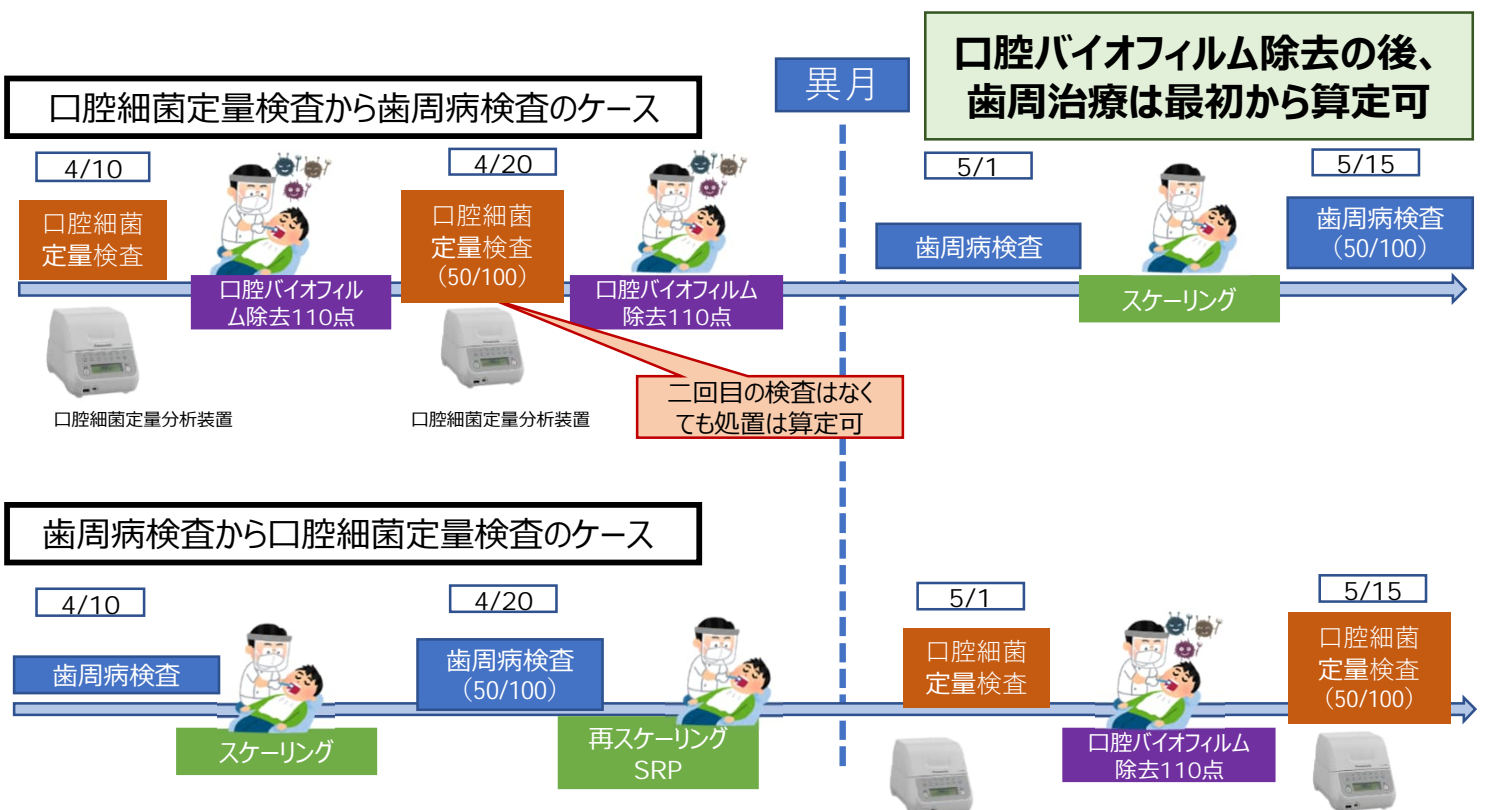 口腔バイオフィルム除去の後、
歯周治療は最初から算定可
異月
口腔細菌定量検査から歯周病検査のケース
4/10
4/20
5/1
5/15
口腔細菌
定量検査
口腔バイオフィル
ム除去110点
口腔細菌
定量検査
(50/100)
口腔バイオフィルム
除去110点
歯周病検査
スケーリング
歯周病検査
(50/100)
口腔細菌定量分析装置
口腔細菌定量分析装置
二回目の検査はなく
ても処置は算定可
歯周病検査から口腔細菌定量検査のケース
4/10
4/20
5/1
5/15
歯周病検査
スケーリング
歯周病検査
(50/100)
再スケーリング
SRP
口腔細菌
定量検査
口腔バイオフィルム
除去110点
口腔細菌
定量検査
(50/100)